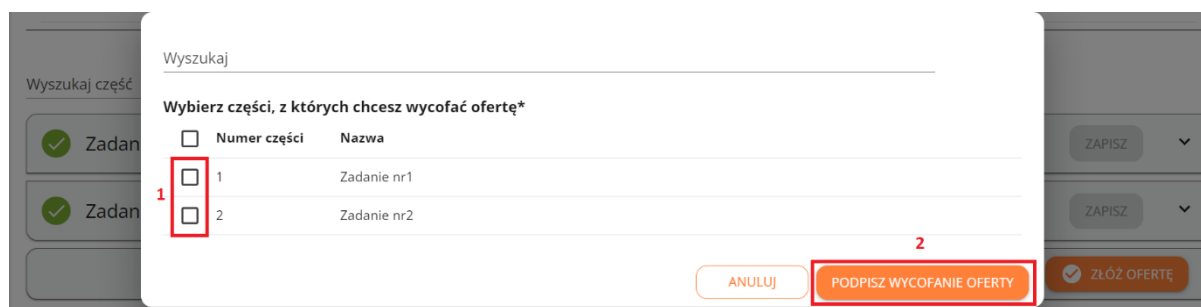 Wyszukaj
Wyszukaj część
Wybierz części, z których chcesz wycofać ofertę*
Numer części Nazwa
Zadan ZAPISZ
1 Zadanie nr1
1
2 Zadanie nr2
Zadan ZAPISZ
2
ANULUJ PODPISZ WYCOFANIE OFERTY ZŁÓŻ OFERTĘ